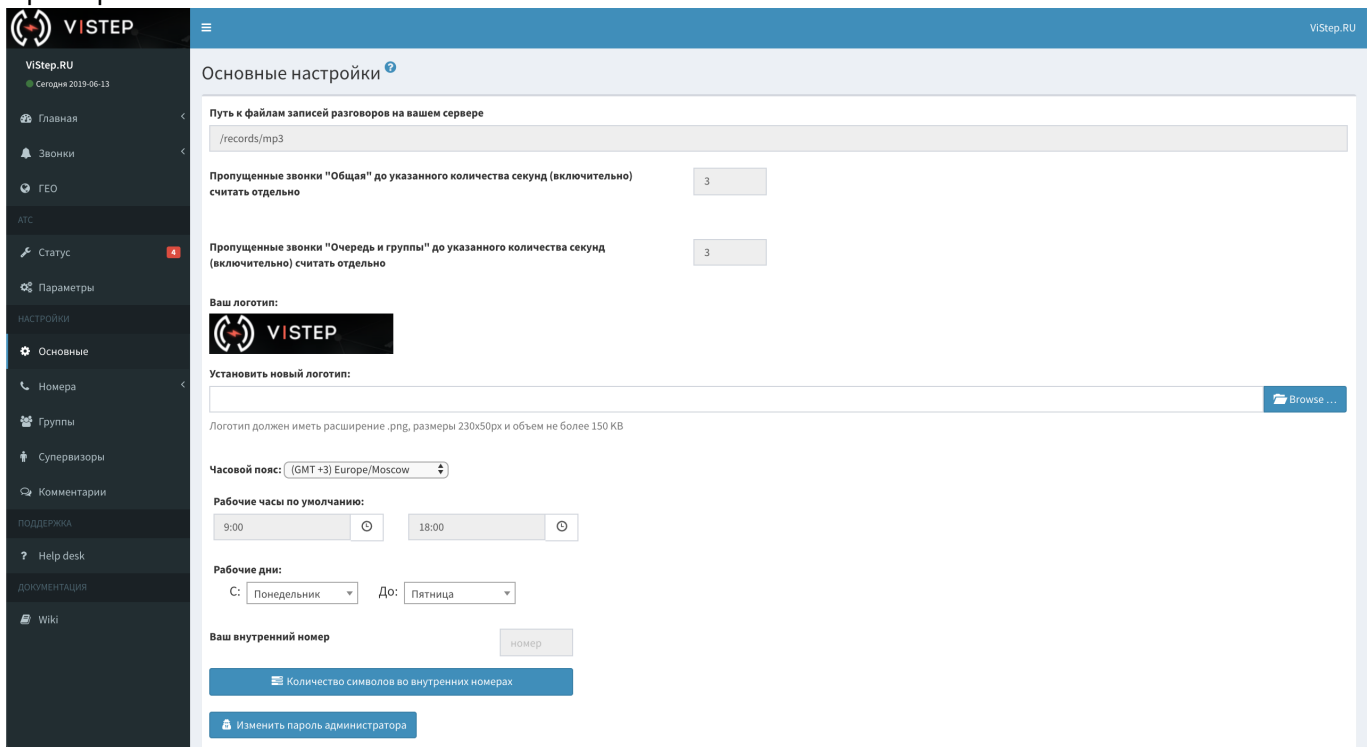 VISTEP
ViStep.RU
ViStep.RU
Сегодня 2019-06-13
Главная
Звонки
ГЕО
АТС
Статус
4
Параметры
НАСТРОЙКИ
Основные
Номера
Группы
Супервизоры
Комментарии
ПОДДЕРЖКА
? Help desk
ДОКУМЕНТАЦИЯ
Wiki
Основные настройки ?
Путь к файлам записей разговоров на вашем сервере
/records/mp3
Пропущенные звонки "Общая" до указанного количества секунд (включительно)
считать отдельно
3
Пропущенные звонки "Очередь и группы" до указанного количества секунд
(включительно) считать отдельно
3
Ваш логотип:
VISTEP
Установить новый логотип:
Browse ...
Логотип должен иметь расширение .png, размеры 230x50px и объем не более 150 KB
Часовой пояс: (GMT +3) Europe/Moscow
Рабочие часы по умолчанию:
9:00 18:00
Рабочие дни:
С: Понедельник До: Пятница
Ваш внутренний номер
номер
Количество символов во внутренних номерах
Изменить пароль администратора